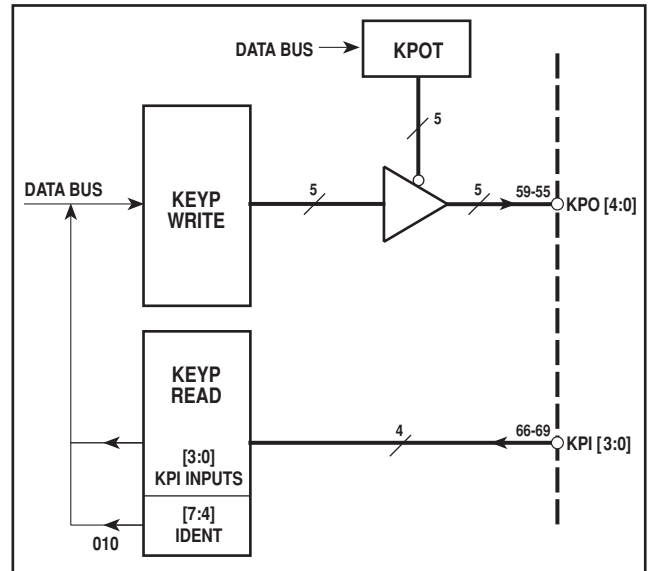 DATA BUS
KPOT
5
DATA BUS
KEYP
WRITE
5
5
59-55
KPO [4:0]
KEYP
READ
4
66-69
KPI [3:0]
[3:0]
KPI INPUTS
[7:4]
IDENT
010